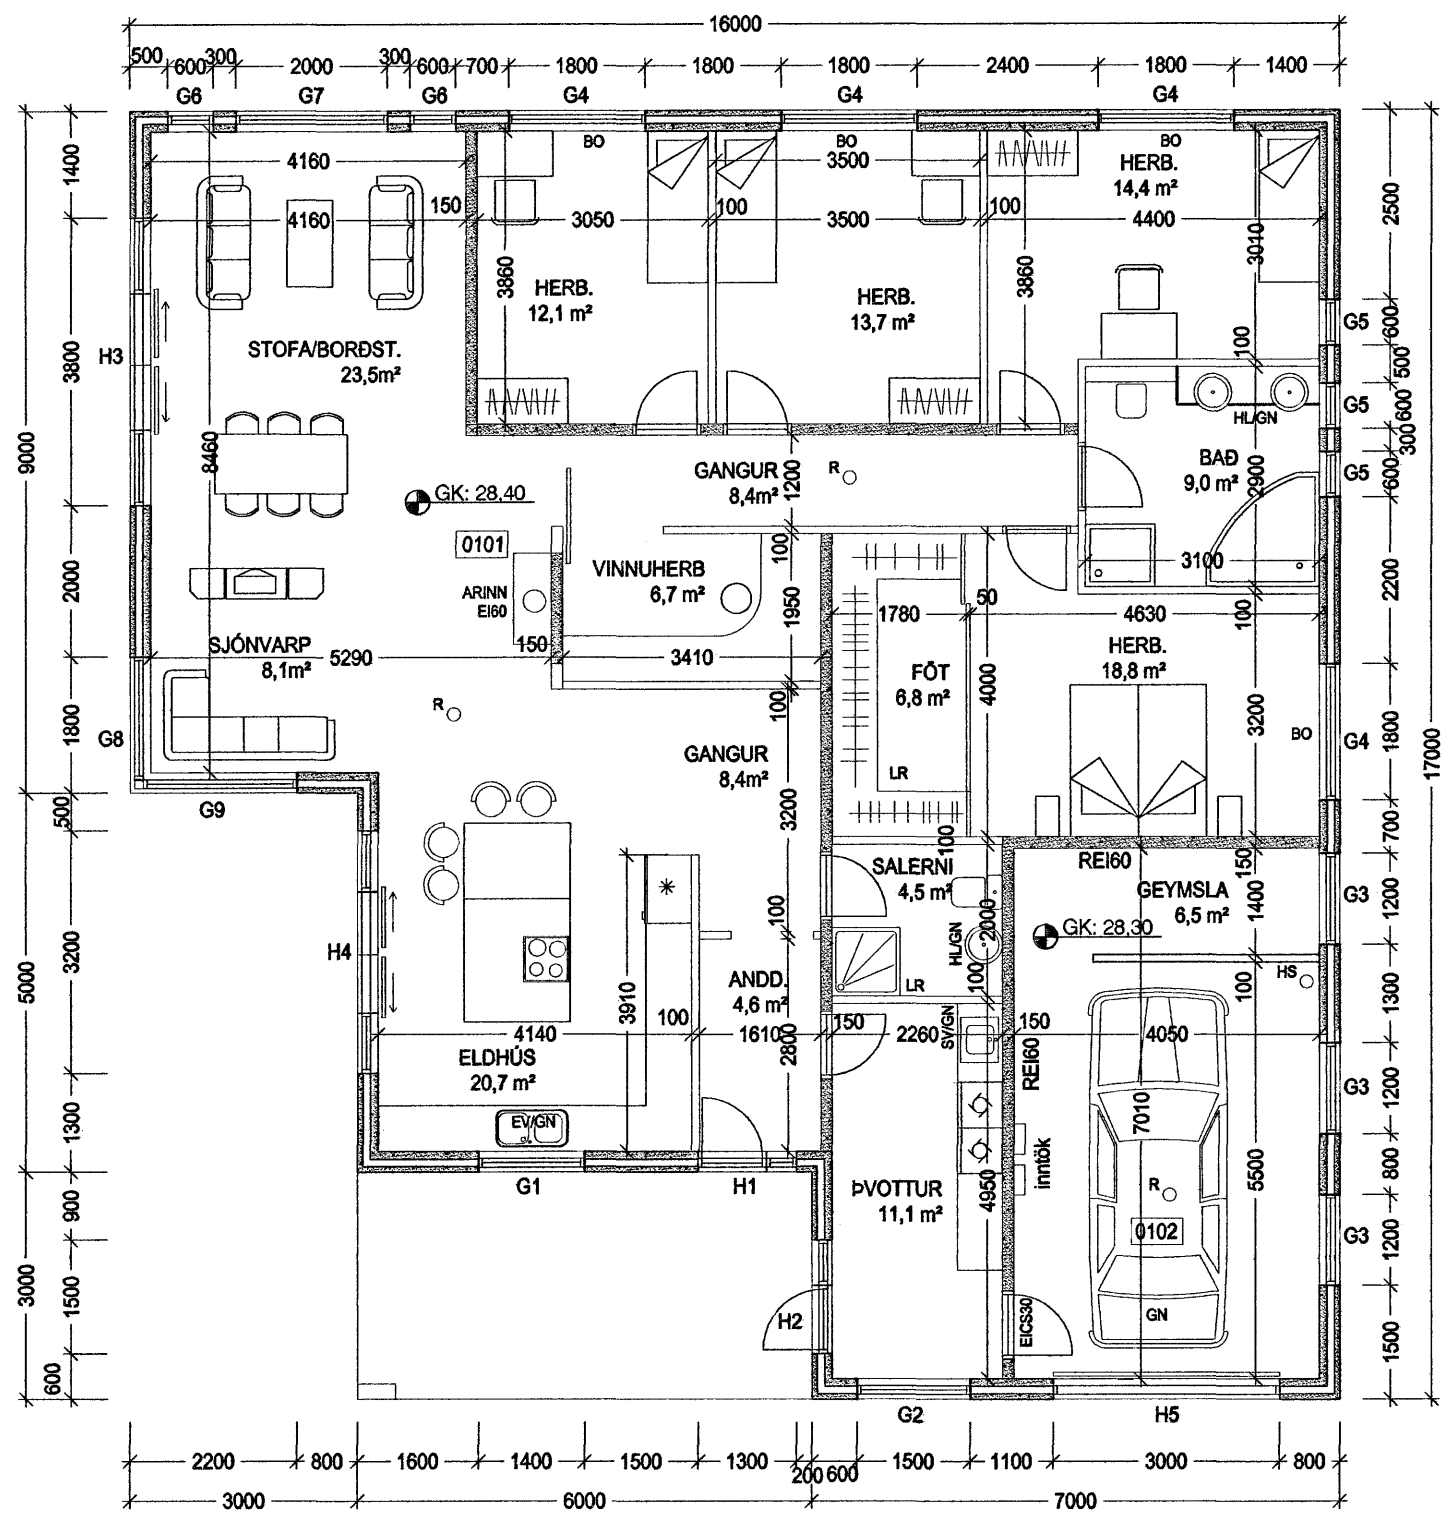 16000
500
600
300
2000
300
600
700
1800
1800
1800
2400
1800
1400
G6
G7
G6
G4
G4
G4
BO
BO
BO
1400
4160
3500
HERB.
14,4 m²
4160
150
3050
100
3500
100
4400
2500
3860
3860
3010
HERB.
12,1 m²
HERB.
13,7 m²
H3
3800
9000
STOFA/BORÐST.
23,5m²
8460
100
G5
600
500
G5
600
300
G5
600
HL/GN
BAÐ
9,0 m²
2900
GANGUR
8,4m²
1200
R
GK: 28,40
0101
100
VINNUHERB
6,7 m²
1950
ARINN
EI60
3100
2000
2200
1780
50
4630
100
SJÓNVARP
8,1m²
5290
150
3410
FÖT
6,8 m²
4000
HERB.
18,8 m²
3200
17000
R
100
G8
1800
BO
G4
1800
GANGUR
8,4m²
LR
G9
500
3200
700
100
SALERNI
4,5 m²
REI60
150
GEYMSLA
6,5 m²
1400
G3
1200
100
2000
HL/GN
GK: 28,30
H4
3200
5000
3910
ANDD.
4,6 m²
LR
100
HS
100
1300
100
4140
1610
2800
150
2260
SV/GN
150
4050
ELDHÚS
20,7 m²
REI60
G3
1200
EV/GN
7010
1300
inntök
800
G1
H1
ÞVOTTUR
11,1 m²
4950
R
5500
0102
G3
1200
900
3000
1500
H2
EICS30
GN
1500
600
G2
H5
2200
800
1600
1400
1500
1300
200
600
1500
1100
3000
800
3000
6000
7000